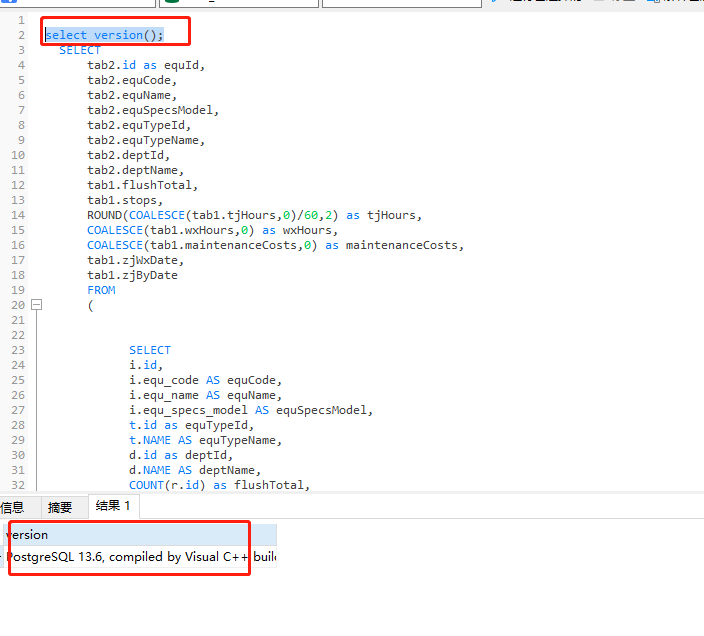 1
2 select version();
3 SELECT
4 tab2.id as equId,
5 tab2.equCode,
6 tab2.equName,
7 tab2.equSpecsModel,
8 tab2.equTypeId,
9 tab2.equTypeName,
10 tab2.deptId,
11 tab2.deptName,
12 tab1.flushTotal,
13 tab1.stops,
14 ROUND(COALESCE(tab1.tjHours,0)/60,2) as tjHours,
15 COALESCE(tab1.wxHours,0) as wxHours,
16 COALESCE(tab1.maintenanceCosts,0) as maintenanceCosts,
17 tab1.zjWxDate,
18 tab1.zjByDate
19 FROM
20 (
21
22
23 SELECT
24 i.id,
25 i.equ_code AS equCode,
26 i.equ_name AS equName,
27 i.equ_specs_model AS equSpecsModel,
28 t.id as equTypeId,
29 t.NAME AS equTypeName,
30 d.id as deptId,
31 d.NAME AS deptName,
32 COUNT(r.id) as flushTotal,
信息 摘要 结果 1
version
PostgreSQL 13.6, compiled by Visual C++